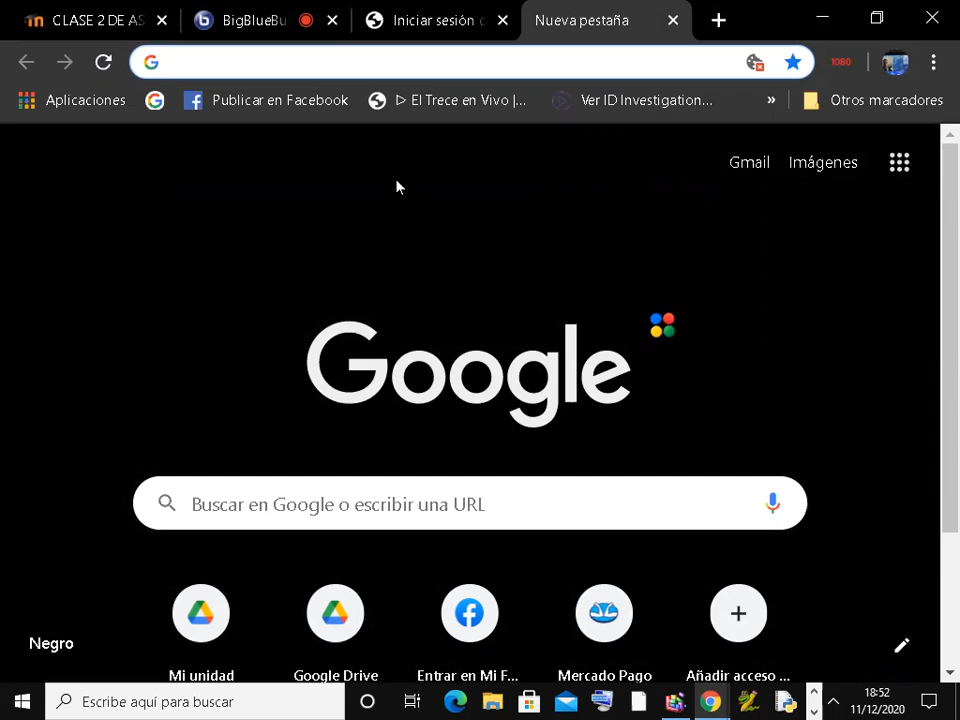 CLASE 2 DE AS
BigBlueBu
Iniciar sesión
Nueva pestaña
1080
Aplicaciones
Publicar en Facebook
▷ El Trece en Vivo |...
Ver ID Investigation...
»
Otros marcadores
Gmail
Imágenes
Google
Buscar en Google o escribir una URL
Negro
Mi unidad
Google Drive
Entrar en Mi F...
Mercado Pago
Añadir acceso ...
Escribe aquí para buscar
18:52
11/12/2020